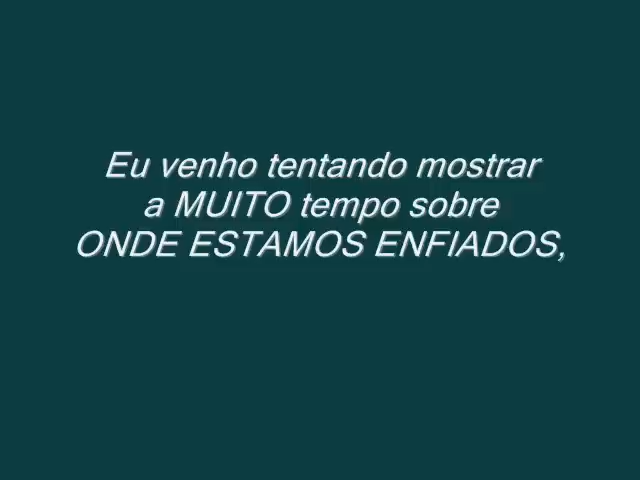 Eu venho tentando mostrar
a MUITO tempo sobre
ONDE ESTAMOS ENFIADOS,